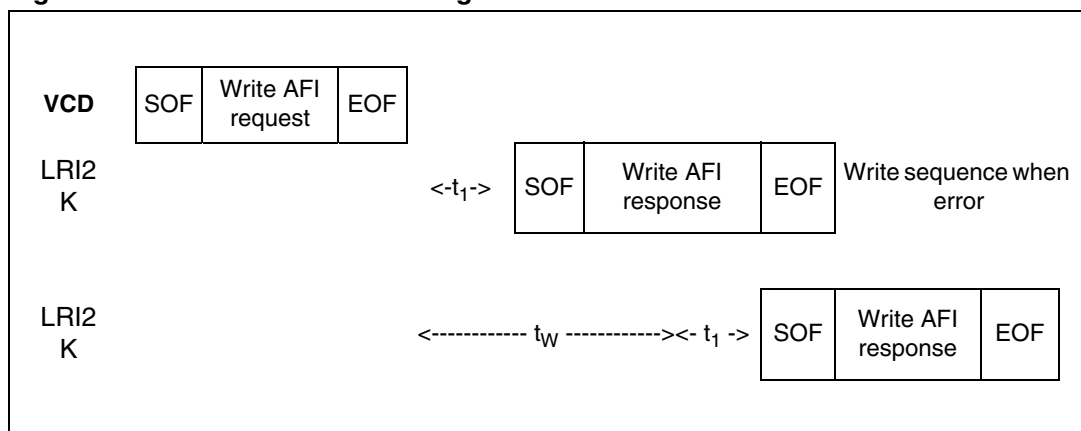 VCD
SOF
Write AFI
request
EOF
LRI2
K
<-t1->
SOF
Write AFI
response
EOF
Write sequence when
error
LRI2
K
<------------ tW ------------><- t1 ->
SOF
Write AFI
response
EOF